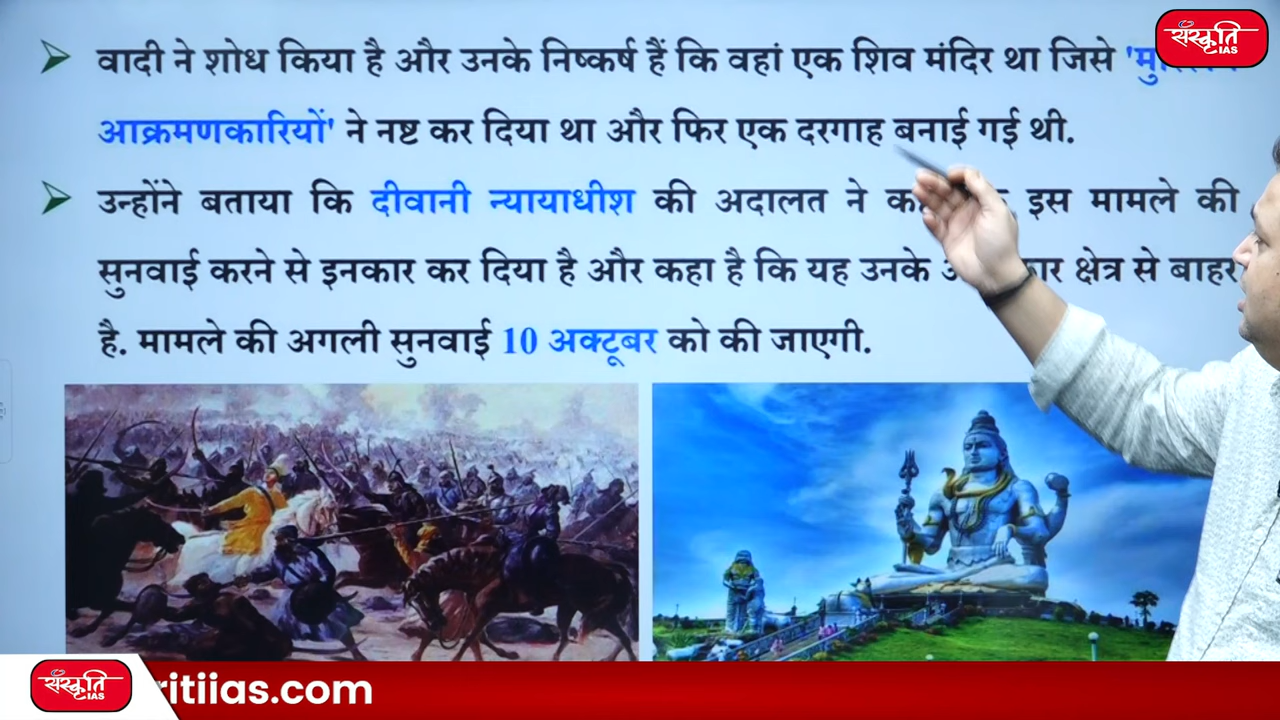 वादी ने शोध किया है और उनके निष्कर्ष हैं कि वहां एक शिव मंदिर था जिसे
आक्रमणकारियों' ने नष्ट कर दिया था और फिर एक दरगाह बनाई गई थी.
उन्होंने बताया कि दीवानी न्यायाधीश की अदालत ने इस मामले की
सुनवाई करने से इनकार कर दिया है और कहा है कि यह उनके क्षेत्र से बाहर
है. मामले की अगली सुनवाई 10 अक्टूबर को की जाएगी.
संस्कृति
IAS
संस्कृति
IAS
ritiias.com